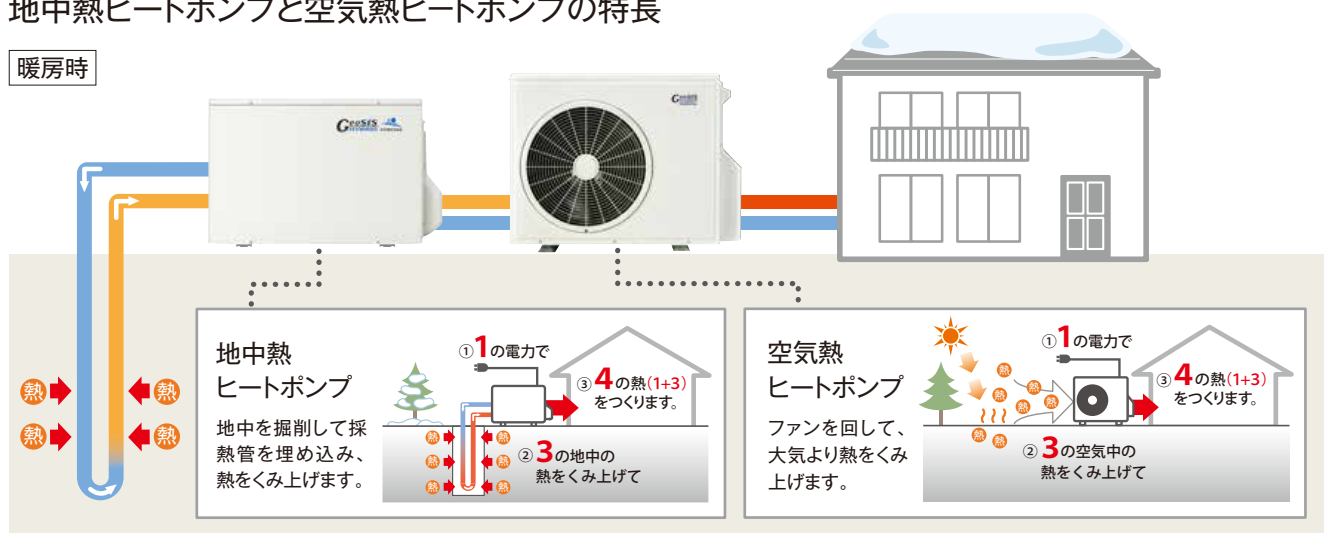 地中熱ヒートポンプと空気熱ヒートポンプの特長
暖房時
GeoSIS
GeoSIS
熱
熱
熱
熱
地中熱
ヒートポンプ
地中を掘削して採
熱管を埋め込み、
熱をくみ上げます。
①1の電力で
③4の熱(1+3)
をつくります。
熱
熱
熱
熱
熱
熱
②3の地中の
熱をくみ上げて
空気熱
ヒートポンプ
ファンを回して、
大気より熱をくみ
上げます。
①1の電力で
③4の熱(1+3)
をつくります。
熱
熱
熱
熱
熱
熱
熱
②3の空気中の
熱をくみ上げて